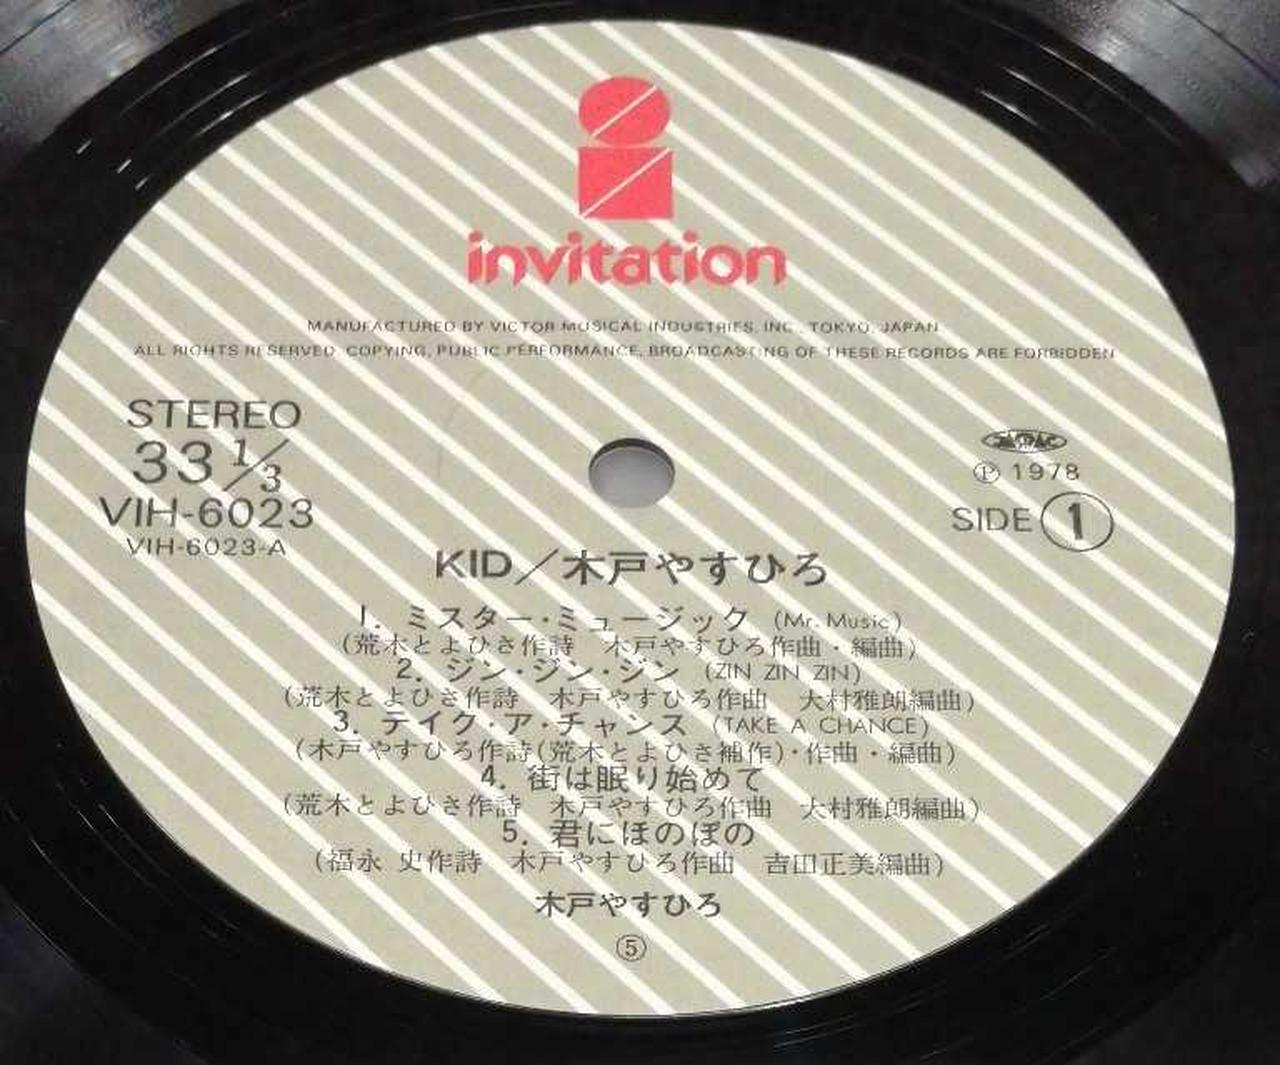 invitation
MANUFACTURED BY VICTOR MUSICAL INDUSTRIES, INC. TOKYO, JAPAN
ALL RIGHTS RESERVED. COPYING, PUBLIC PERFORMANCE, BROADCASTING OF THESE RECORDS ARE FORBIDDEN
STEREO
33 1/3
VIH-6023
VIH-6023-A
Ⓟ 1978
SIDE 1
KID／木戸やすひろ
1. ミスター・ミュージック (Mr. Music)
(荒木とよひさ作詩 木戸やすひろ作曲・編曲)
2. ジン・ジン・ジン (ZIN ZIN ZIN)
(荒木とよひさ作詩 木戸やすひろ作曲 大村雅朗編曲)
3. テイク・ア・チャンス (TAKE A CHANCE)
(木戸やすひろ作詩(荒木とよひさ補作)・作曲・編曲)
4. 街は眠り始めて
(荒木とよひさ作詩 木戸やすひろ作曲 大村雅朗編曲)
5. 君にほのぼの
(福永 史作詩 木戸やすひろ作曲 吉田正美編曲)
木戸やすひろ
⑤